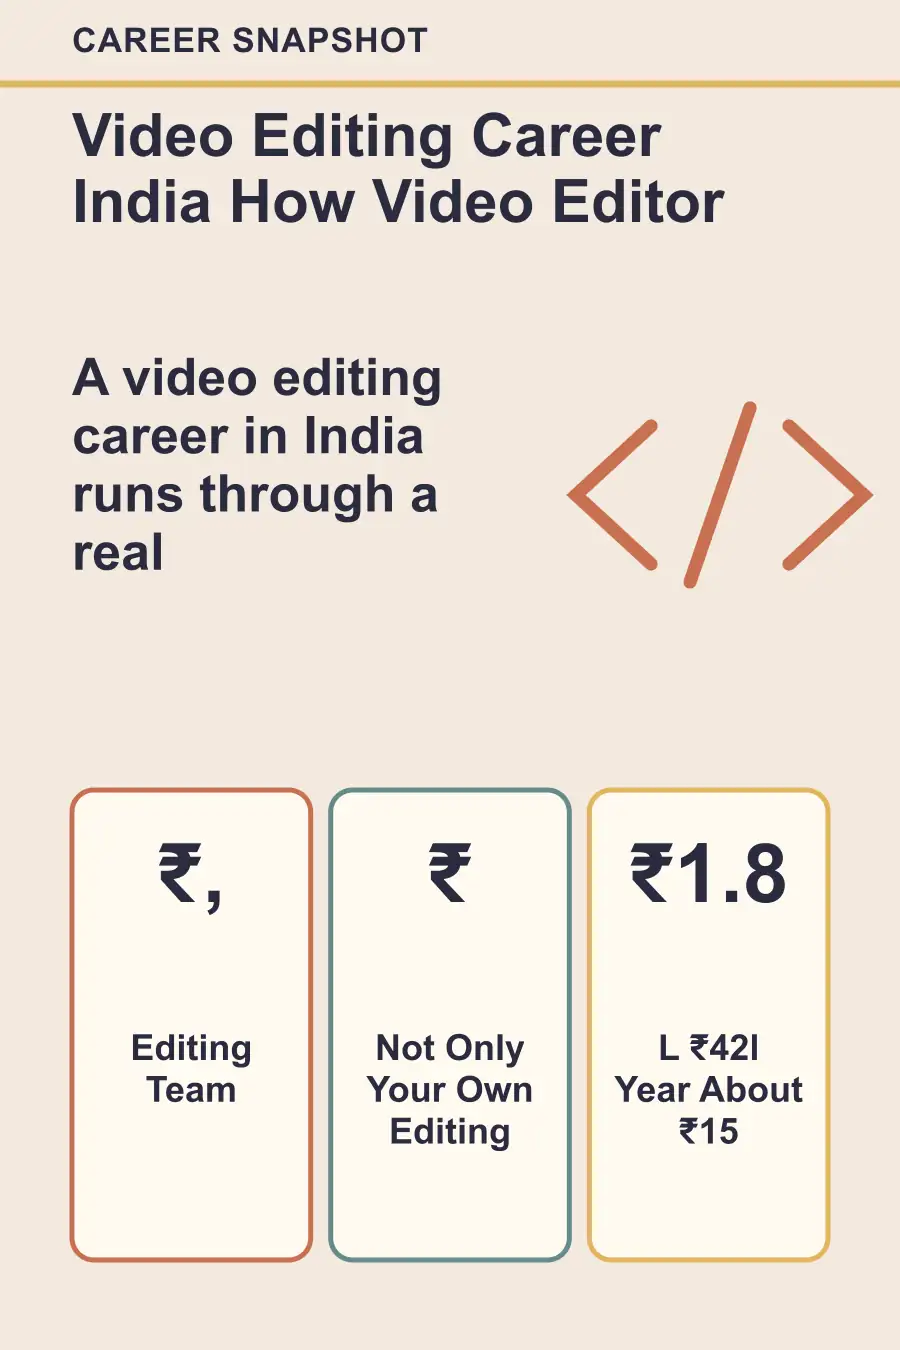 CAREER SNAPSHOT
Video Editing Career
India How Video Editor
A video editing
career in India
runs through a
real
₹,
Editing
Team
₹
Not Only
Your Own
Editing
₹1.8
L ₹42l
Year About
₹15